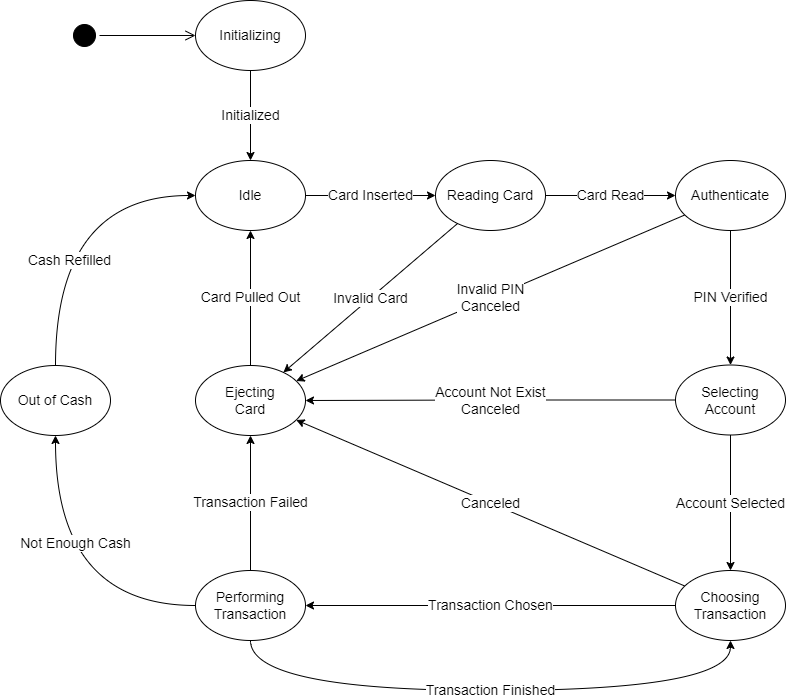 Initializing
Initialized
Idle
Card Inserted
Reading Card
Card Read
Authenticate
Cash Refilled
Card Pulled Out
Invalid Card
Invalid PIN
Canceled
PIN Verified
Out of Cash
Ejecting
Card
Account Not Exist
Canceled
Selecting
Account
Transaction Failed
Canceled
Account Selected
Not Enough Cash
Performing
Transaction
Transaction Chosen
Choosing
Transaction
Transaction Finished